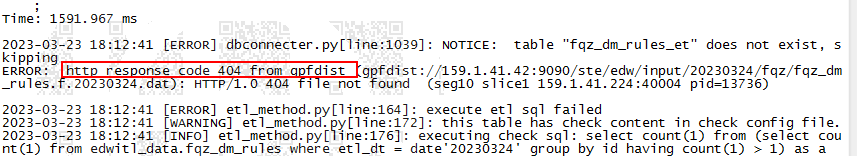 ;
Time: 1591.967 ms
2023-03-23 18:12:41 [ERROR] dbconnecter.py[line:1039]: NOTICE:  table "fqz_dm_rules_et" does not exist, s
kipping
ERROR:  http response code 404 from gpfdist (gpfdist://159.1.41.42:9090/ste/edw/input/20230324/fqz/fqz_d
m_rules.f.20230324.dat): HTTP/1.0 404 file not found  (seg10 slice1 159.1.41.224:40004 pid=13736)
2023-03-23 18:12:41 [ERROR] etl_method.py[line:164]: execute etl sql failed
2023-03-23 18:12:41 [WARNING] etl_method.py[line:172]: this table has check content in check config file.
2023-03-23 18:12:41 [INFO] etl_method.py[line:176]: executing check sql: select count(1) from (select cou
nt(1) from edwitl_data.fqz_dm_rules where etl_dt = date'20230324' group by id having count(1) > 1) as a